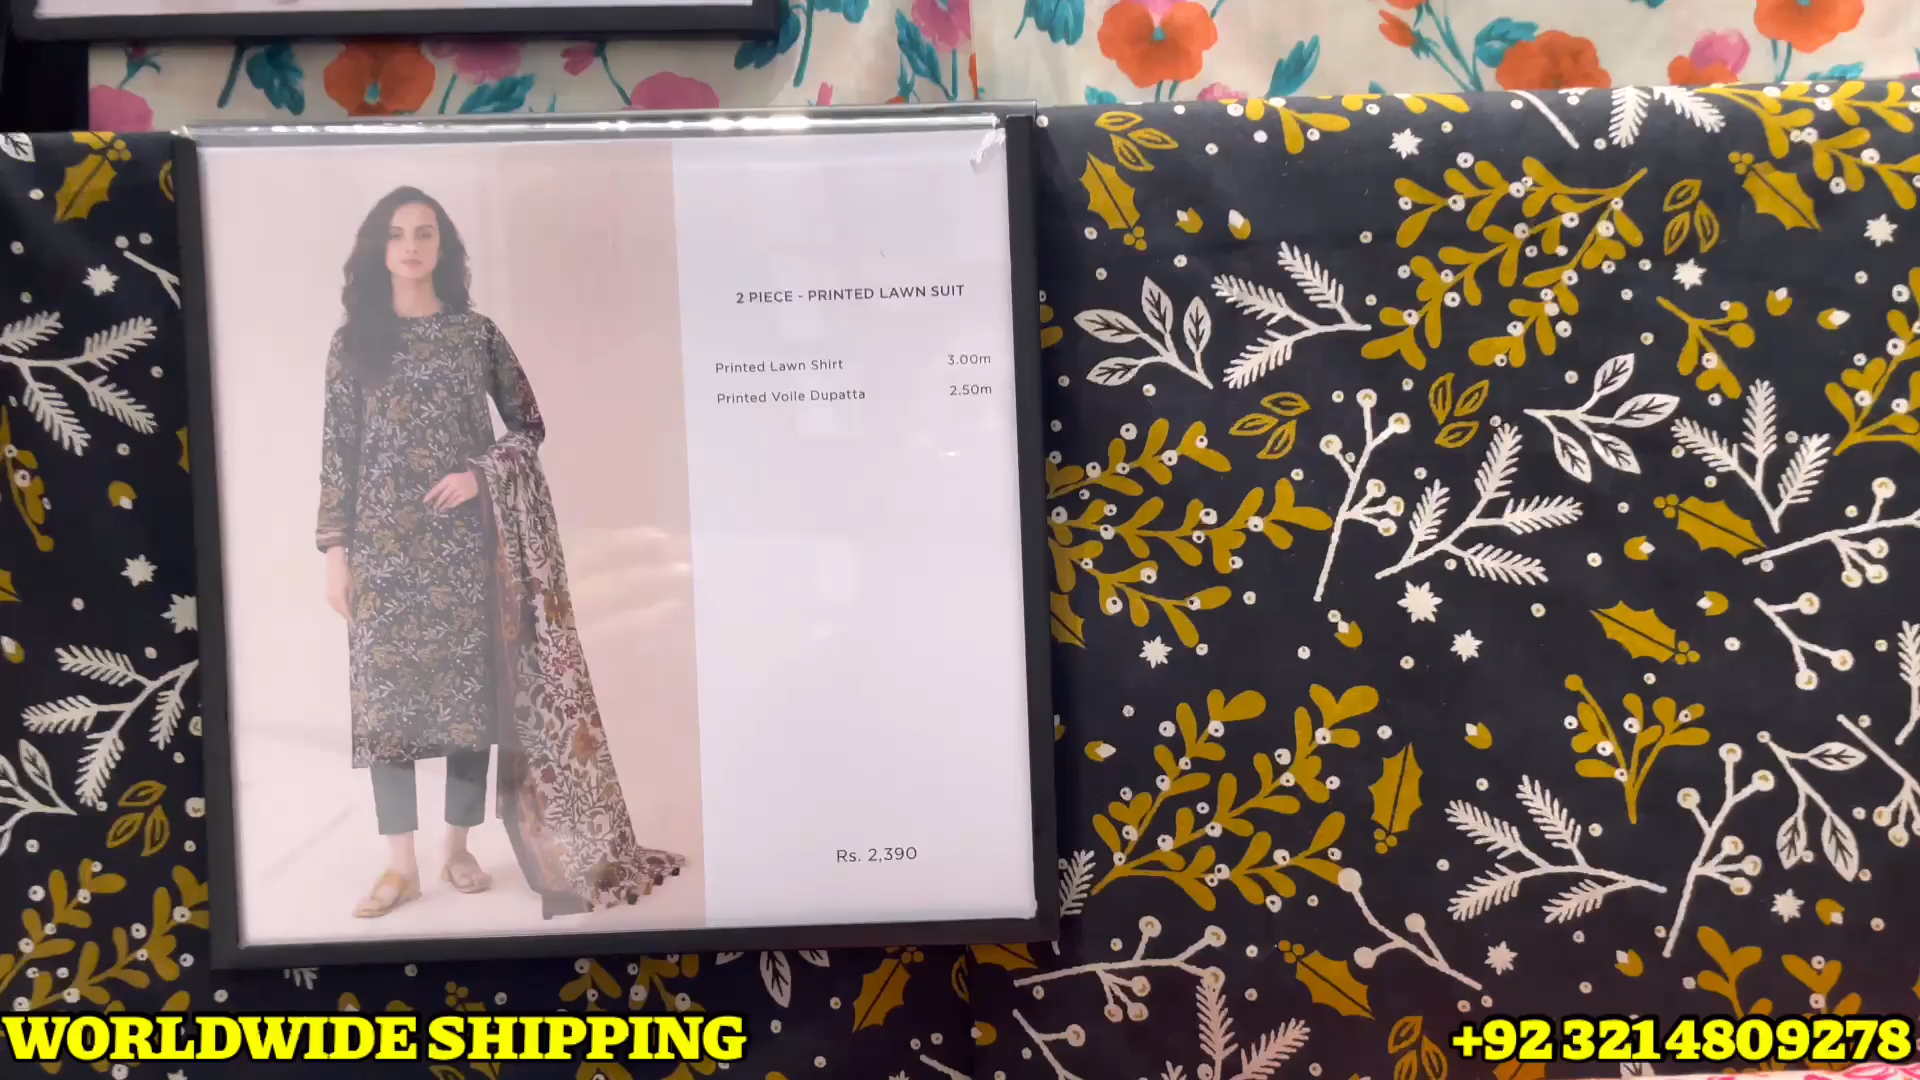 2 PIECE - PRINTED LAWN SUIT
Printed Lawn Shirt 3.00m
Printed Voile Dupatta 2.50m
Rs. 2,390
WORLDWIDE SHIPPING
+92 3214809278